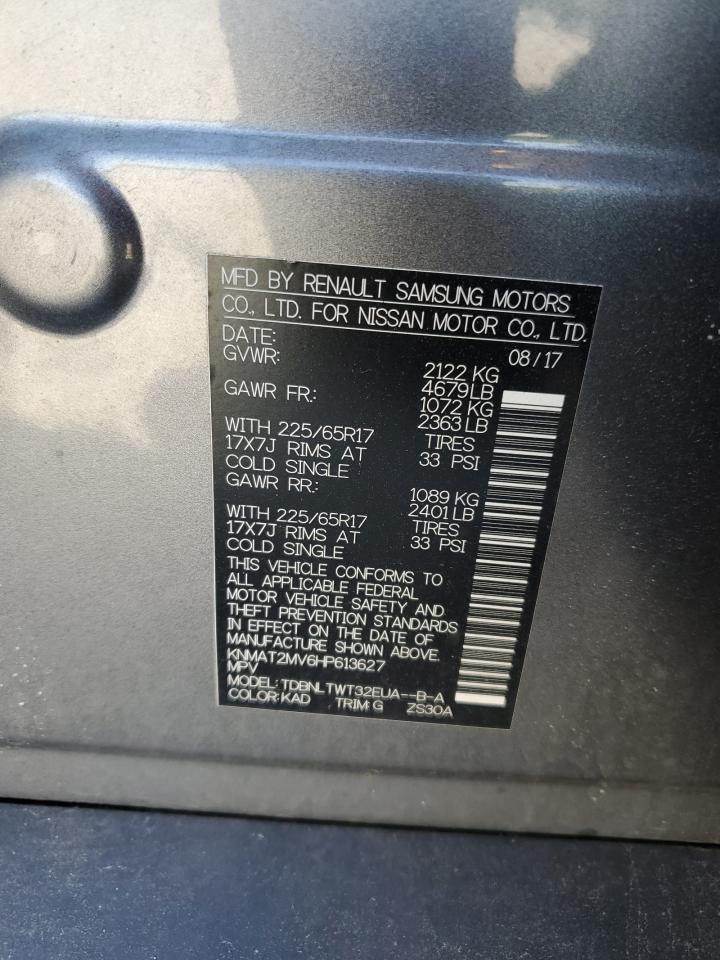 MFD BY RENAULT SAMSUNG MOTORS
CO., LTD. FOR NISSAN MOTOR CO., LTD.
DATE: 08/17
GVWR: 2122 KG
4679 LB
GAWR FR.: 1072 KG
2363 LB
WITH 225/65R17 TIRES
17X7J RIMS AT 33 PSI
COLD SINGLE
GAWR RR.: 1089 KG
2401 LB
WITH 225/65R17 TIRES
17X7J RIMS AT 33 PSI
COLD SINGLE
THIS VEHICLE CONFORMS TO
ALL APPLICABLE FEDERAL
MOTOR VEHICLE SAFETY AND
THEFT PREVENTION STANDARDS
IN EFFECT ON THE DATE OF
MANUFACTURE SHOWN ABOVE.
KNMAT2MV6HP613627
MPV
MODEL: TDBNLTWT32EUA--B-A
COLOR: KAD TRIM: G ZS30A